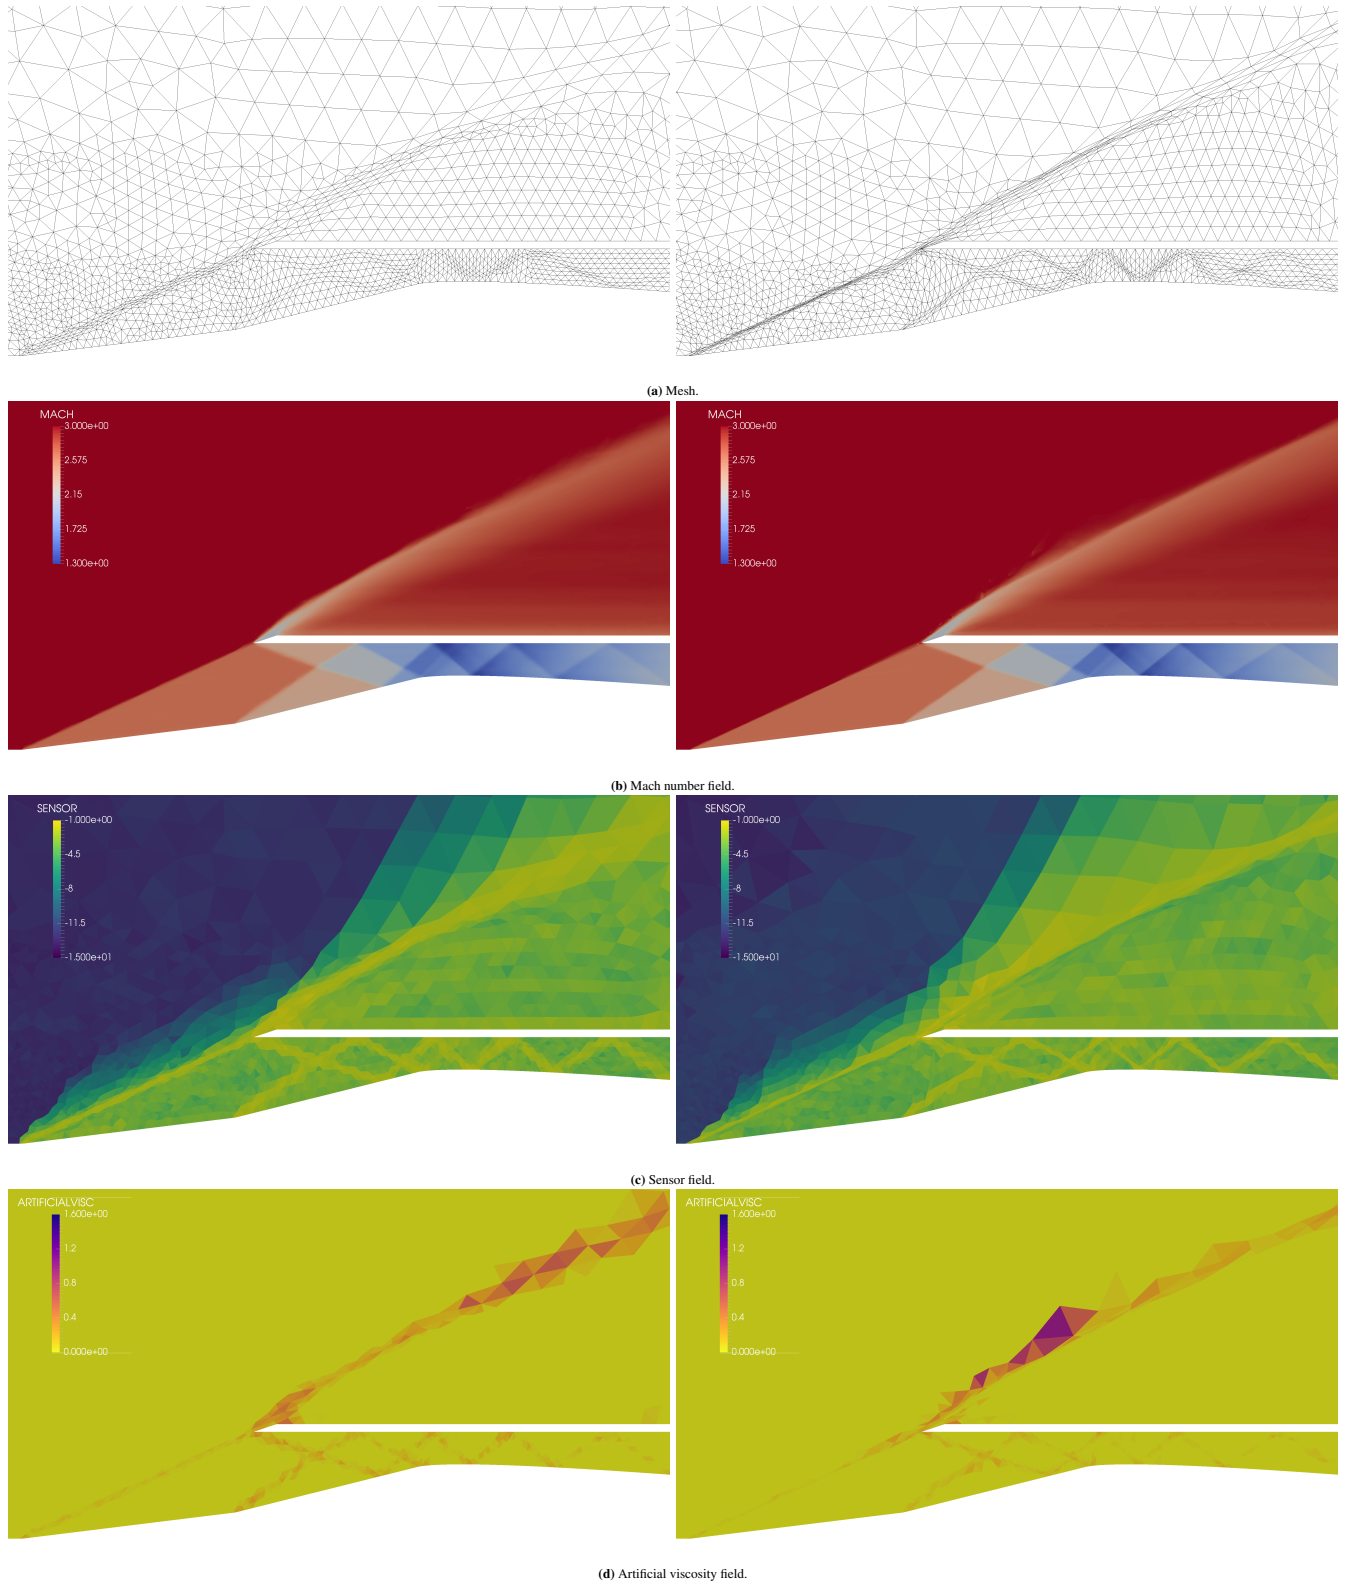 (a) Mesh.
MACH
3.000e+00
2.575
2.15
1.725
1.300e+00
MACH
3.000e+00
2.575
2.15
1.725
1.300e+00
(b) Mach number field.
SENSOR
-1.000e+00
-4.5
-8
-11.5
-1.500e+01
SENSOR
-1.000e+00
-4.5
-8
-11.5
-1.500e+01
(c) Sensor field.
ARTIFICIALVISC
1.600e+00
1.2
0.8
0.4
0.000e+00
ARTIFICIALVISC
1.600e+00
1.2
0.8
0.4
0.000e+00
(d) Artificial viscosity field.